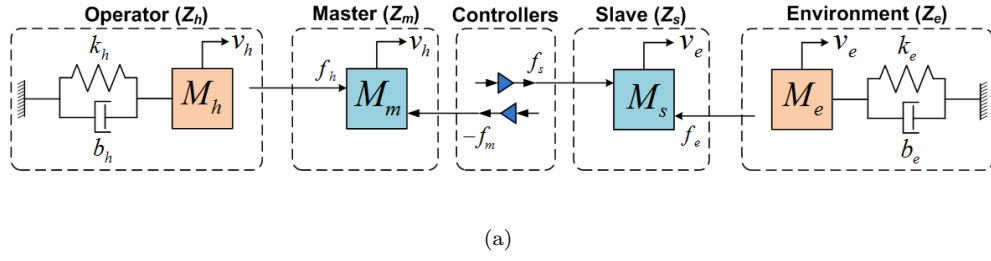 Operator (Z_h) Master (Z_m) Controllers Slave (Z_s) Environment (Z_e)
k_h v_h v_h v_e v_e k_e
f_h f_s
M_h M_m M_s M_e
b_h -f_m f_e b_e
(a)